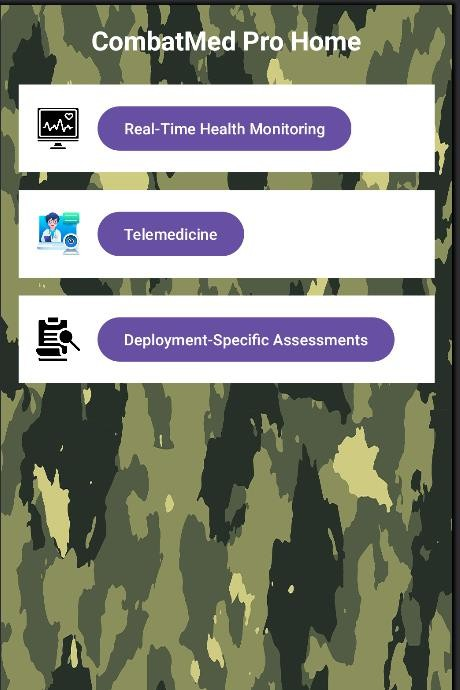 CombatMed Pro Home
Real-Time Health Monitoring
Telemedicine
Deployment-Specific Assessments